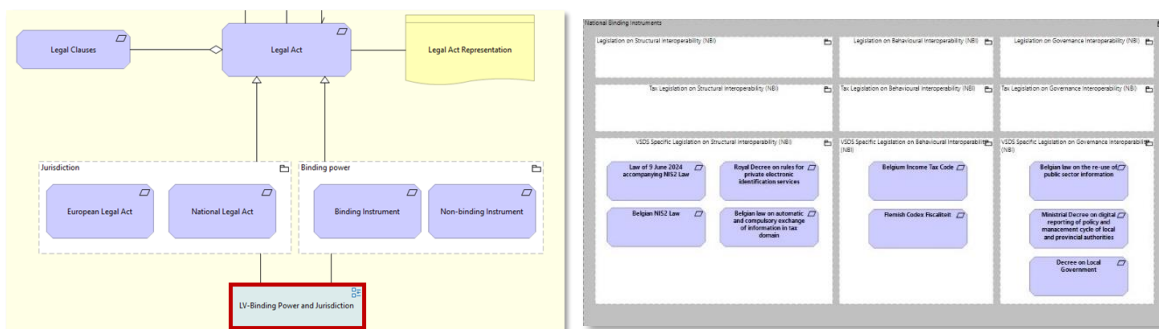 Legal Clauses
Legal Act
Legal Act Representation
Jurisdiction
European Legal Act
National Legal Act
Binding power
Binding Instrument
Non-binding Instrument
LV-Binding Power and Jurisdiction
National Binding Instruments
Legislation on Structural Interoperability (NBI)
Legislation on Behavioural Interoperability (NBI)
Legislation on Governance Interoperability (NBI)
Tax Legislation on Structural Interoperability (NBI)
Tax Legislation on Behavioural Interoperability (NBI)
Tax Legislation on Governance Interoperability (NBI)
VSDS Specific Legislation on Structural Interoperability (NBI)
Law of 9 June 2024
accompanying NIS2 Law
Royal Decree on rules for
private electronic
identification services
Belgian NIS2 Law
Belgian law on automatic
and compulsory exchange
of information in tax
domain
VSDS Specific Legislation on Behavioural Interoperability
(NBI)
Belgium Income Tax Code
Flemish Codex Fiscaliteit
VSDS Specific Legislation on Governance Interoperability
(NBI)
Belgian law on the re-use of
public sector information
Ministrial Decree on digital
reporting of policy and
management cycle of local
and provincial authorities
Decree on Local
Government